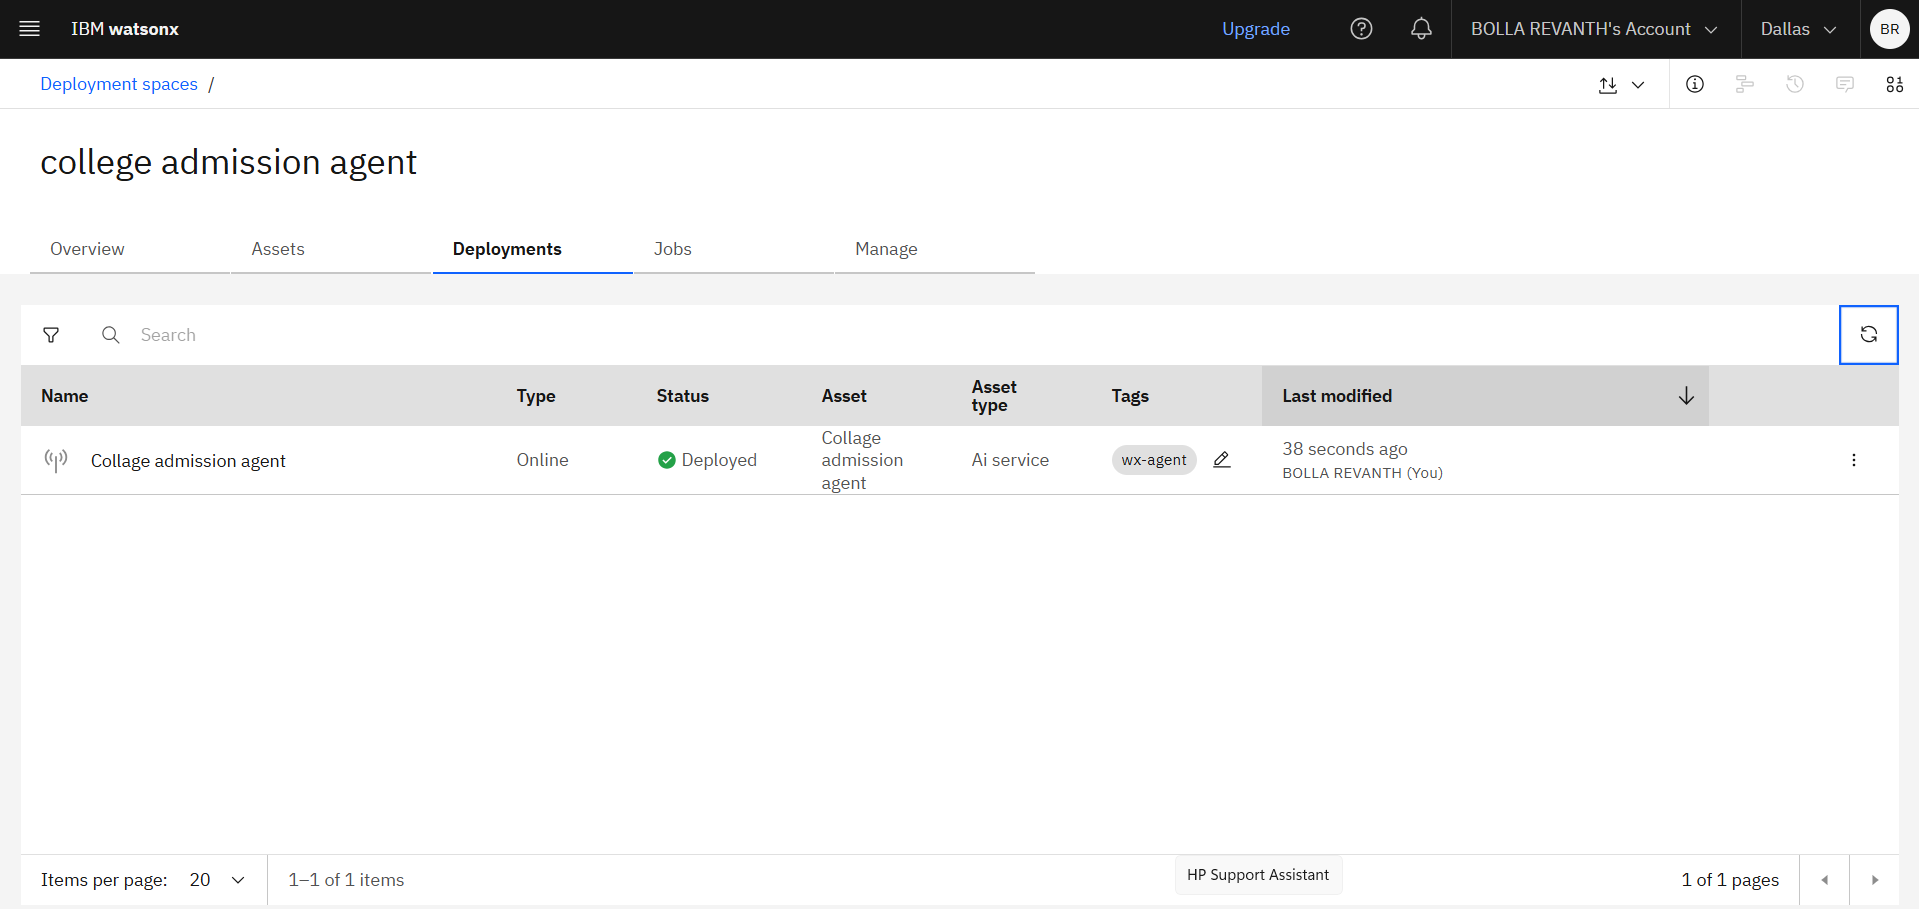 IBM watsonx
Upgrade
BOLLA REVANTH's Account
Dallas
BR
Deployment spaces /
college admission agent
Overview
Assets
Deployments
Jobs
Manage
Search
Name
Type
Status
Asset
Asset
type
Tags
Last modified
Collage admission agent
Online
Deployed
Collage
admission
agent
Ai service
wx-agent
38 seconds ago
BOLLA REVANTH (You)
Items per page: 20
1–1 of 1 items
HP Support Assistant
1 of 1 pages